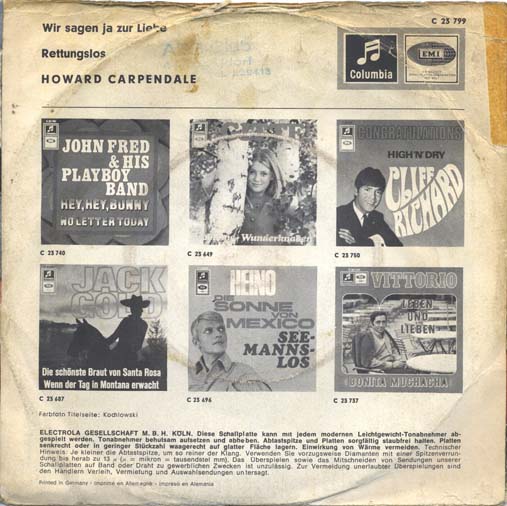 Wir sagen ja zur Liebe
Rettungslos
HOWARD CARPENDALE
C 23 799
Columbia
EMI
JOHN FRED
& HIS
PLAYBOY
BAND
HEY, HEY, BUNNY
NO LETTER TODAY
C 23 740
Wunderknaben
C 23 649
CONGRATULATIONS
HIGH 'N' DRY
CLIFF
RICHARD
C 23 750
JACK
GOLD
Die schönste Braut von Santa Rosa
Wenn der Tag in Montana erwacht
C 23 687
HEINO
DIE
SONNE
VON
MEXICO
SEE-
MANNS-
LOS
C 23 696
VITTORIO
LEBEN
UND
LIEBEN
BONITA MUCHACHA
C 23 737
Farbfoto Titelseite: Kochlowski
ELECTROLA GESELLSCHAFT M. B. H. KÖLN. Diese Schallplatte kann mit jedem modernen Leichtgewicht-Tonabnehmer ab-
gespielt werden. Tonabnehmer behutsam aufsetzen und abheben. Abtastspitze und Platten sorgfältig staubfrei halten. Platten
senkrecht oder in geringer Stückzahl waagerecht auf glatter Fläche lagern. Einwirkung von Wärme vermeiden. Technischer
Hinweis: Je kleiner die Abtastspitze, um so reiner der Klang. Verwenden Sie vorzugsweise Diamanten mit einer Spitzenverrun-
dung bis herab zu 13 µ (µ = mikron = tausendstel mm). Das Überspielen sowie das Mitschneiden von Sendungen unserer
Schallplatten auf Band oder Draht zu gewerblichen Zwecken ist unzulässig. Zur Vermeidung unerlaubter Überspielungen sind
den Händlern Verleih, Vermietung und Auswahlsendungen untersagt.
Printed in Germany - Imprimé en Allemagne - Impreso en Alemania